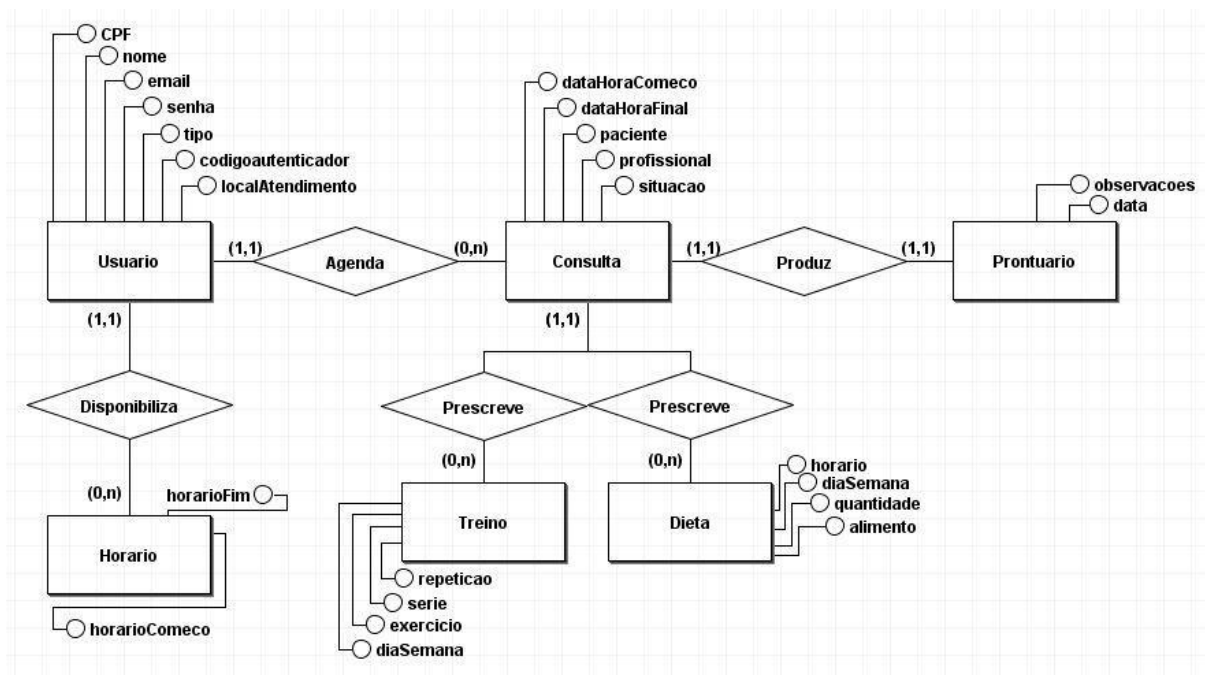 CPF
nome
email
senha
tipo
codigoautenticador
localAtendimento
dataHoraComeco
dataHoraFinal
paciente
profissional
situacao
observacoes
data
Usuario
(1,1)
Agenda
(0,n)
Consulta
(1,1)
Produz
(1,1)
Prontuario
(1,1)
(1,1)
Disponibiliza
Prescreve
Prescreve
(0,n)
(0,n)
(0,n)
horarioFim
Horario
horarioComeco
Treino
repeticao
serie
exercicio
diaSemana
Dieta
horario
diaSemana
quantidade
alimento